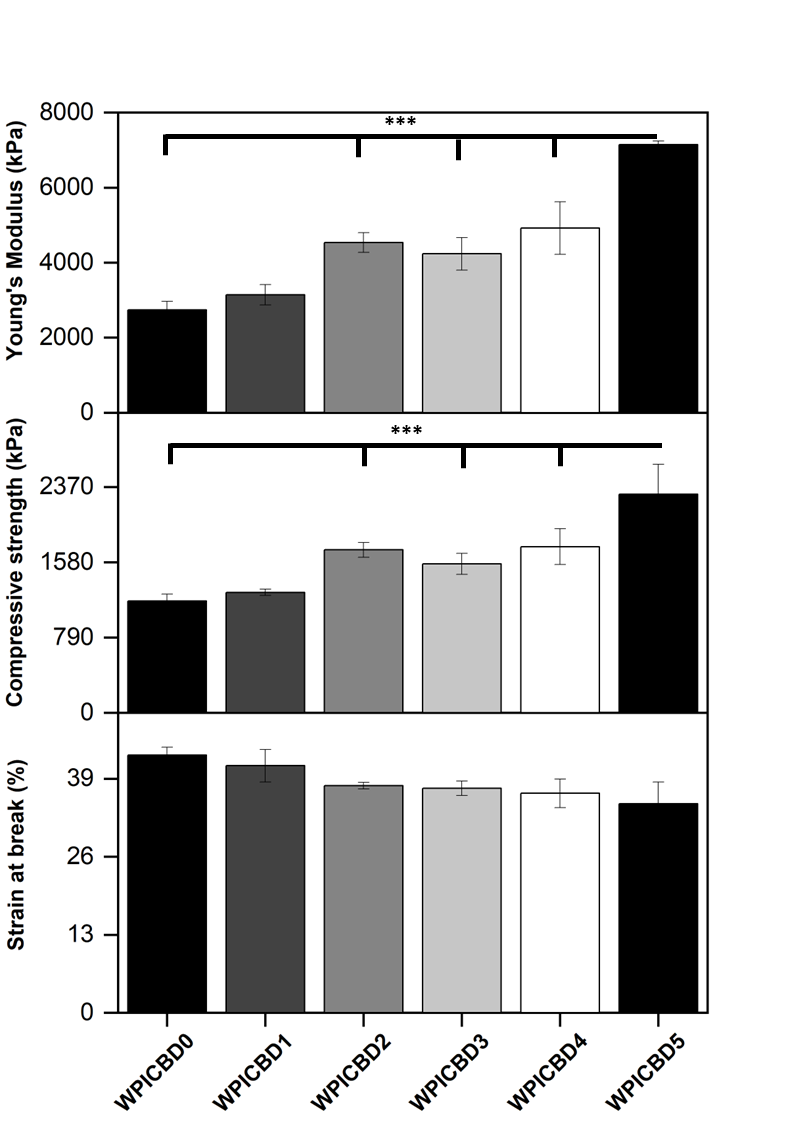 Young's Modulus (kPa)
8000
6000
4000
2000
0
***
Compressive strength (kPa)
2370
1580
790
0
***
Strain at break (%)
39
26
13
0
WPICBD0
WPICBD1
WPICBD2
WPICBD3
WPICBD4
WPICBD5